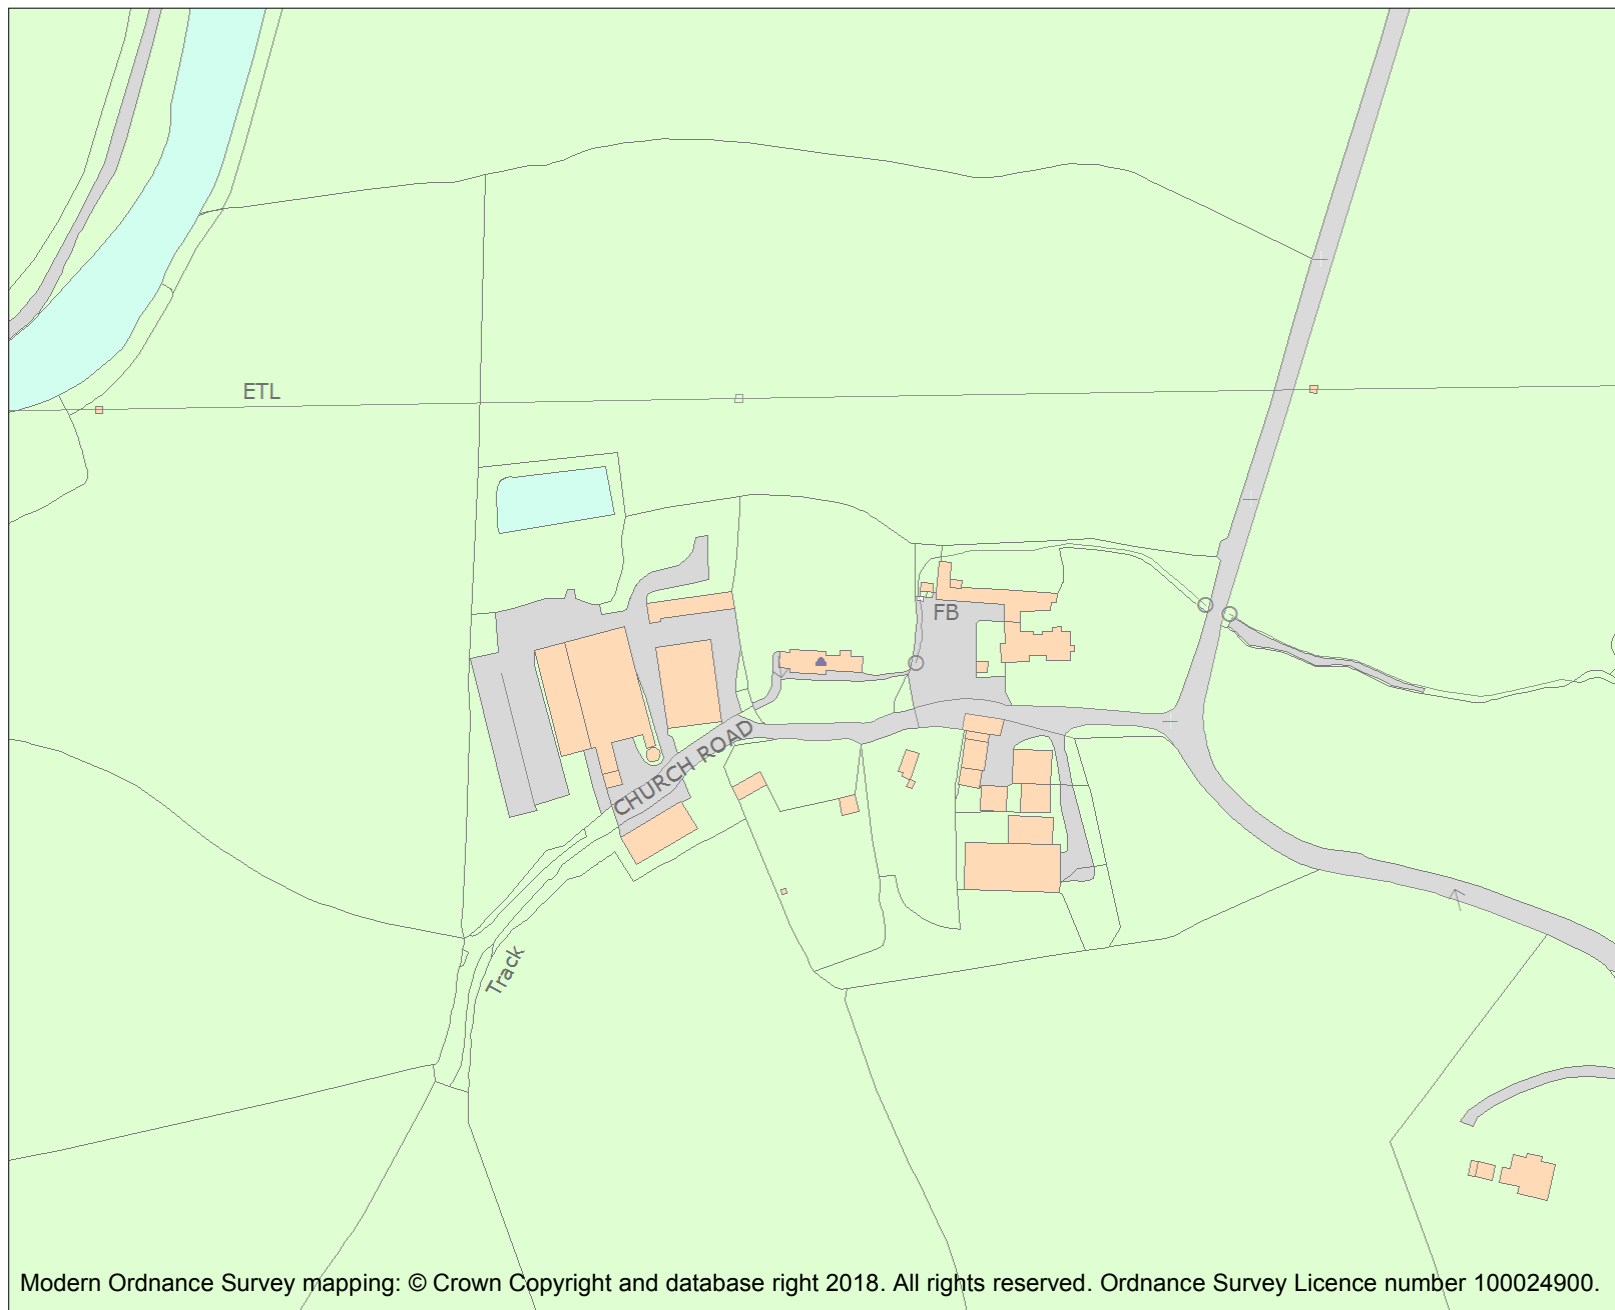 ETL
FB
CHURCH ROAD
Track
Modern Ordnance Survey mapping: © Crown Copyright and database right 2018. All rights reserved. Ordnance Survey Licence number 100024900.